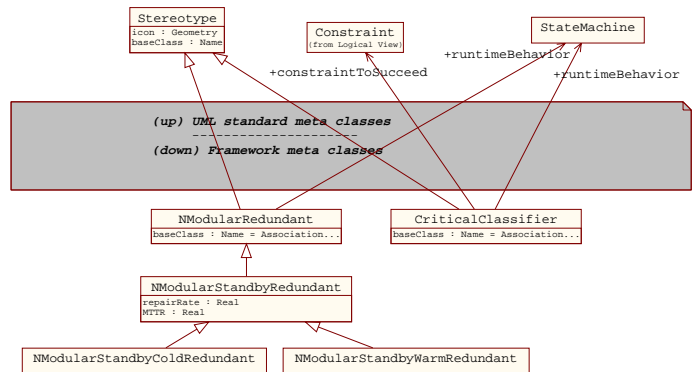 Stereotype
icon : Geometry
baseClass : Name
Constraint
(from Logical View)
StateMachine
+runtimeBehavior
+constraintToSucceed
+runtimeBehavior
(up) UML standard meta classes
----------------------
(down) Framework meta classes
NModularRedundant
baseClass : Name = Association...
CriticalClassifier
baseClass : Name = Association...
NModularStandbyRedundant
repairRate : Real
MTTR : Real
NModularStandbyColdRedundant
NModularStandbyWarmRedundant